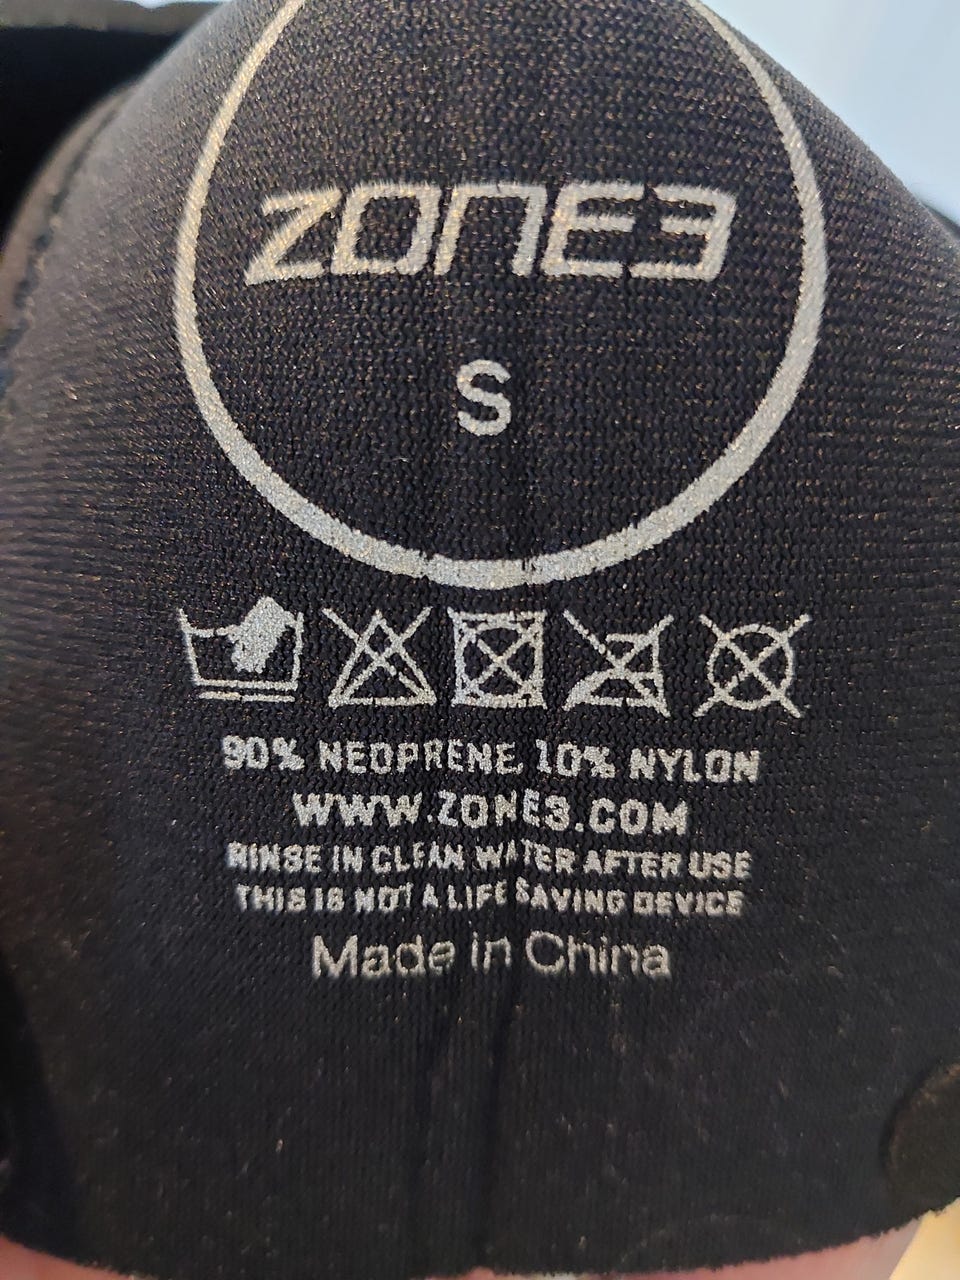 ZONE3
S
90% NEOPRENE, 10% NYLON
WWW.ZONE3.COM
RINSE IN CLEAN WATER AFTER USE
THIS IS NOT A LIFE SAVING DEVICE
Made in China